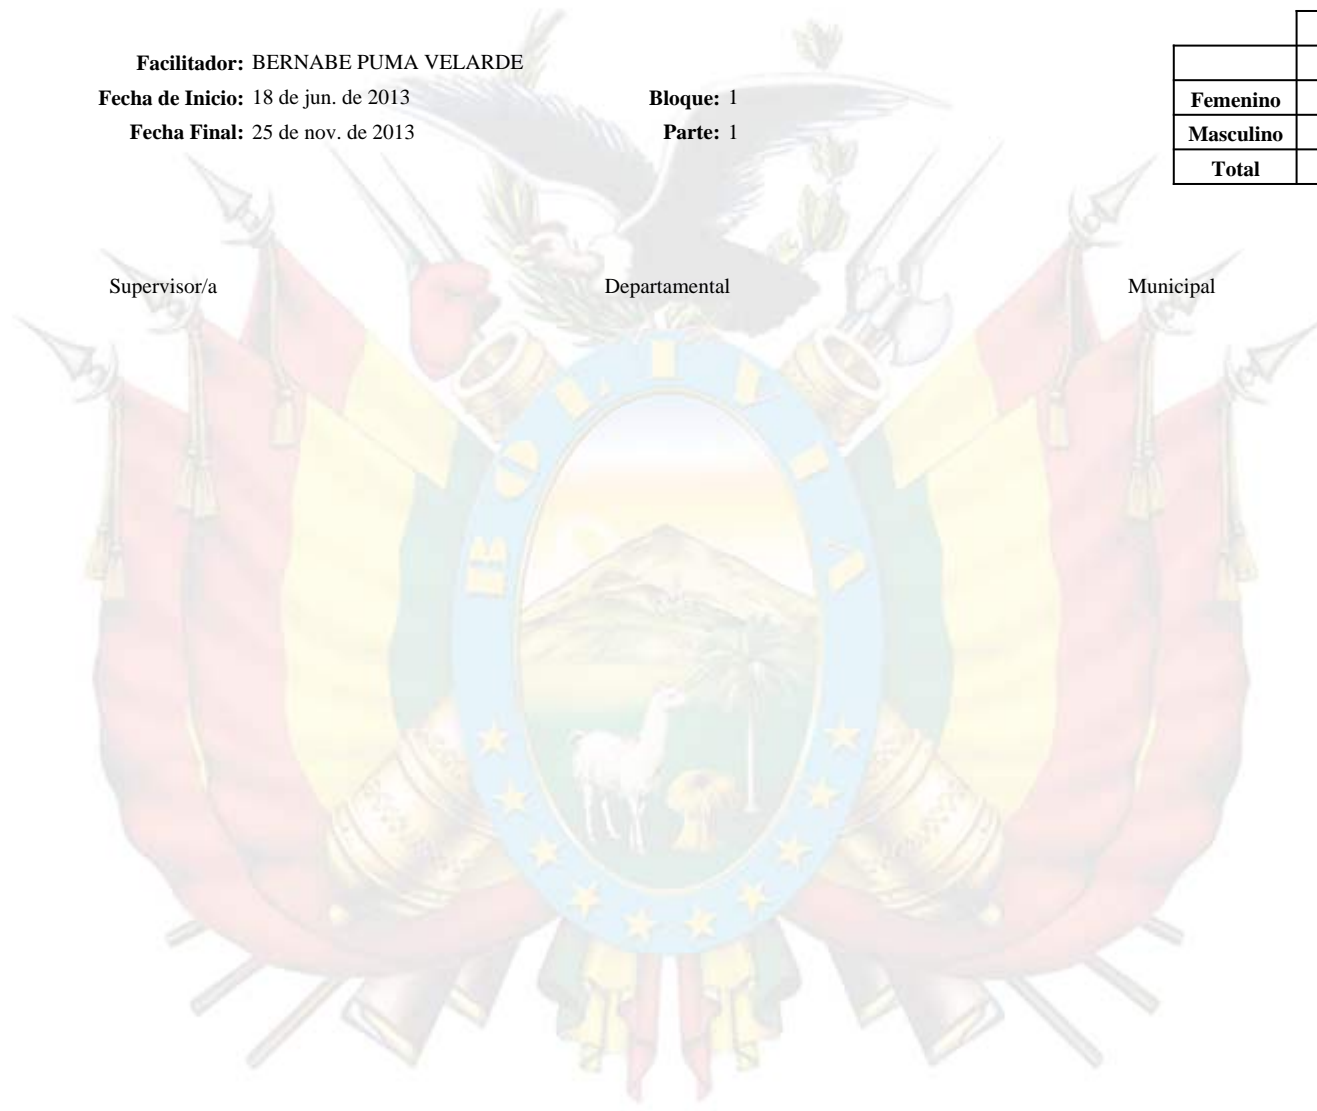 Facilitador: BERNABE PUMA VELARDE
Fecha de Inicio: 18 de jun. de 2013 Bloque: 1
Fecha Final: 25 de nov. de 2013 Parte: 1
Femenino
Masculino
Total
Supervisor/a Departamental Municipal
BOLIVIA